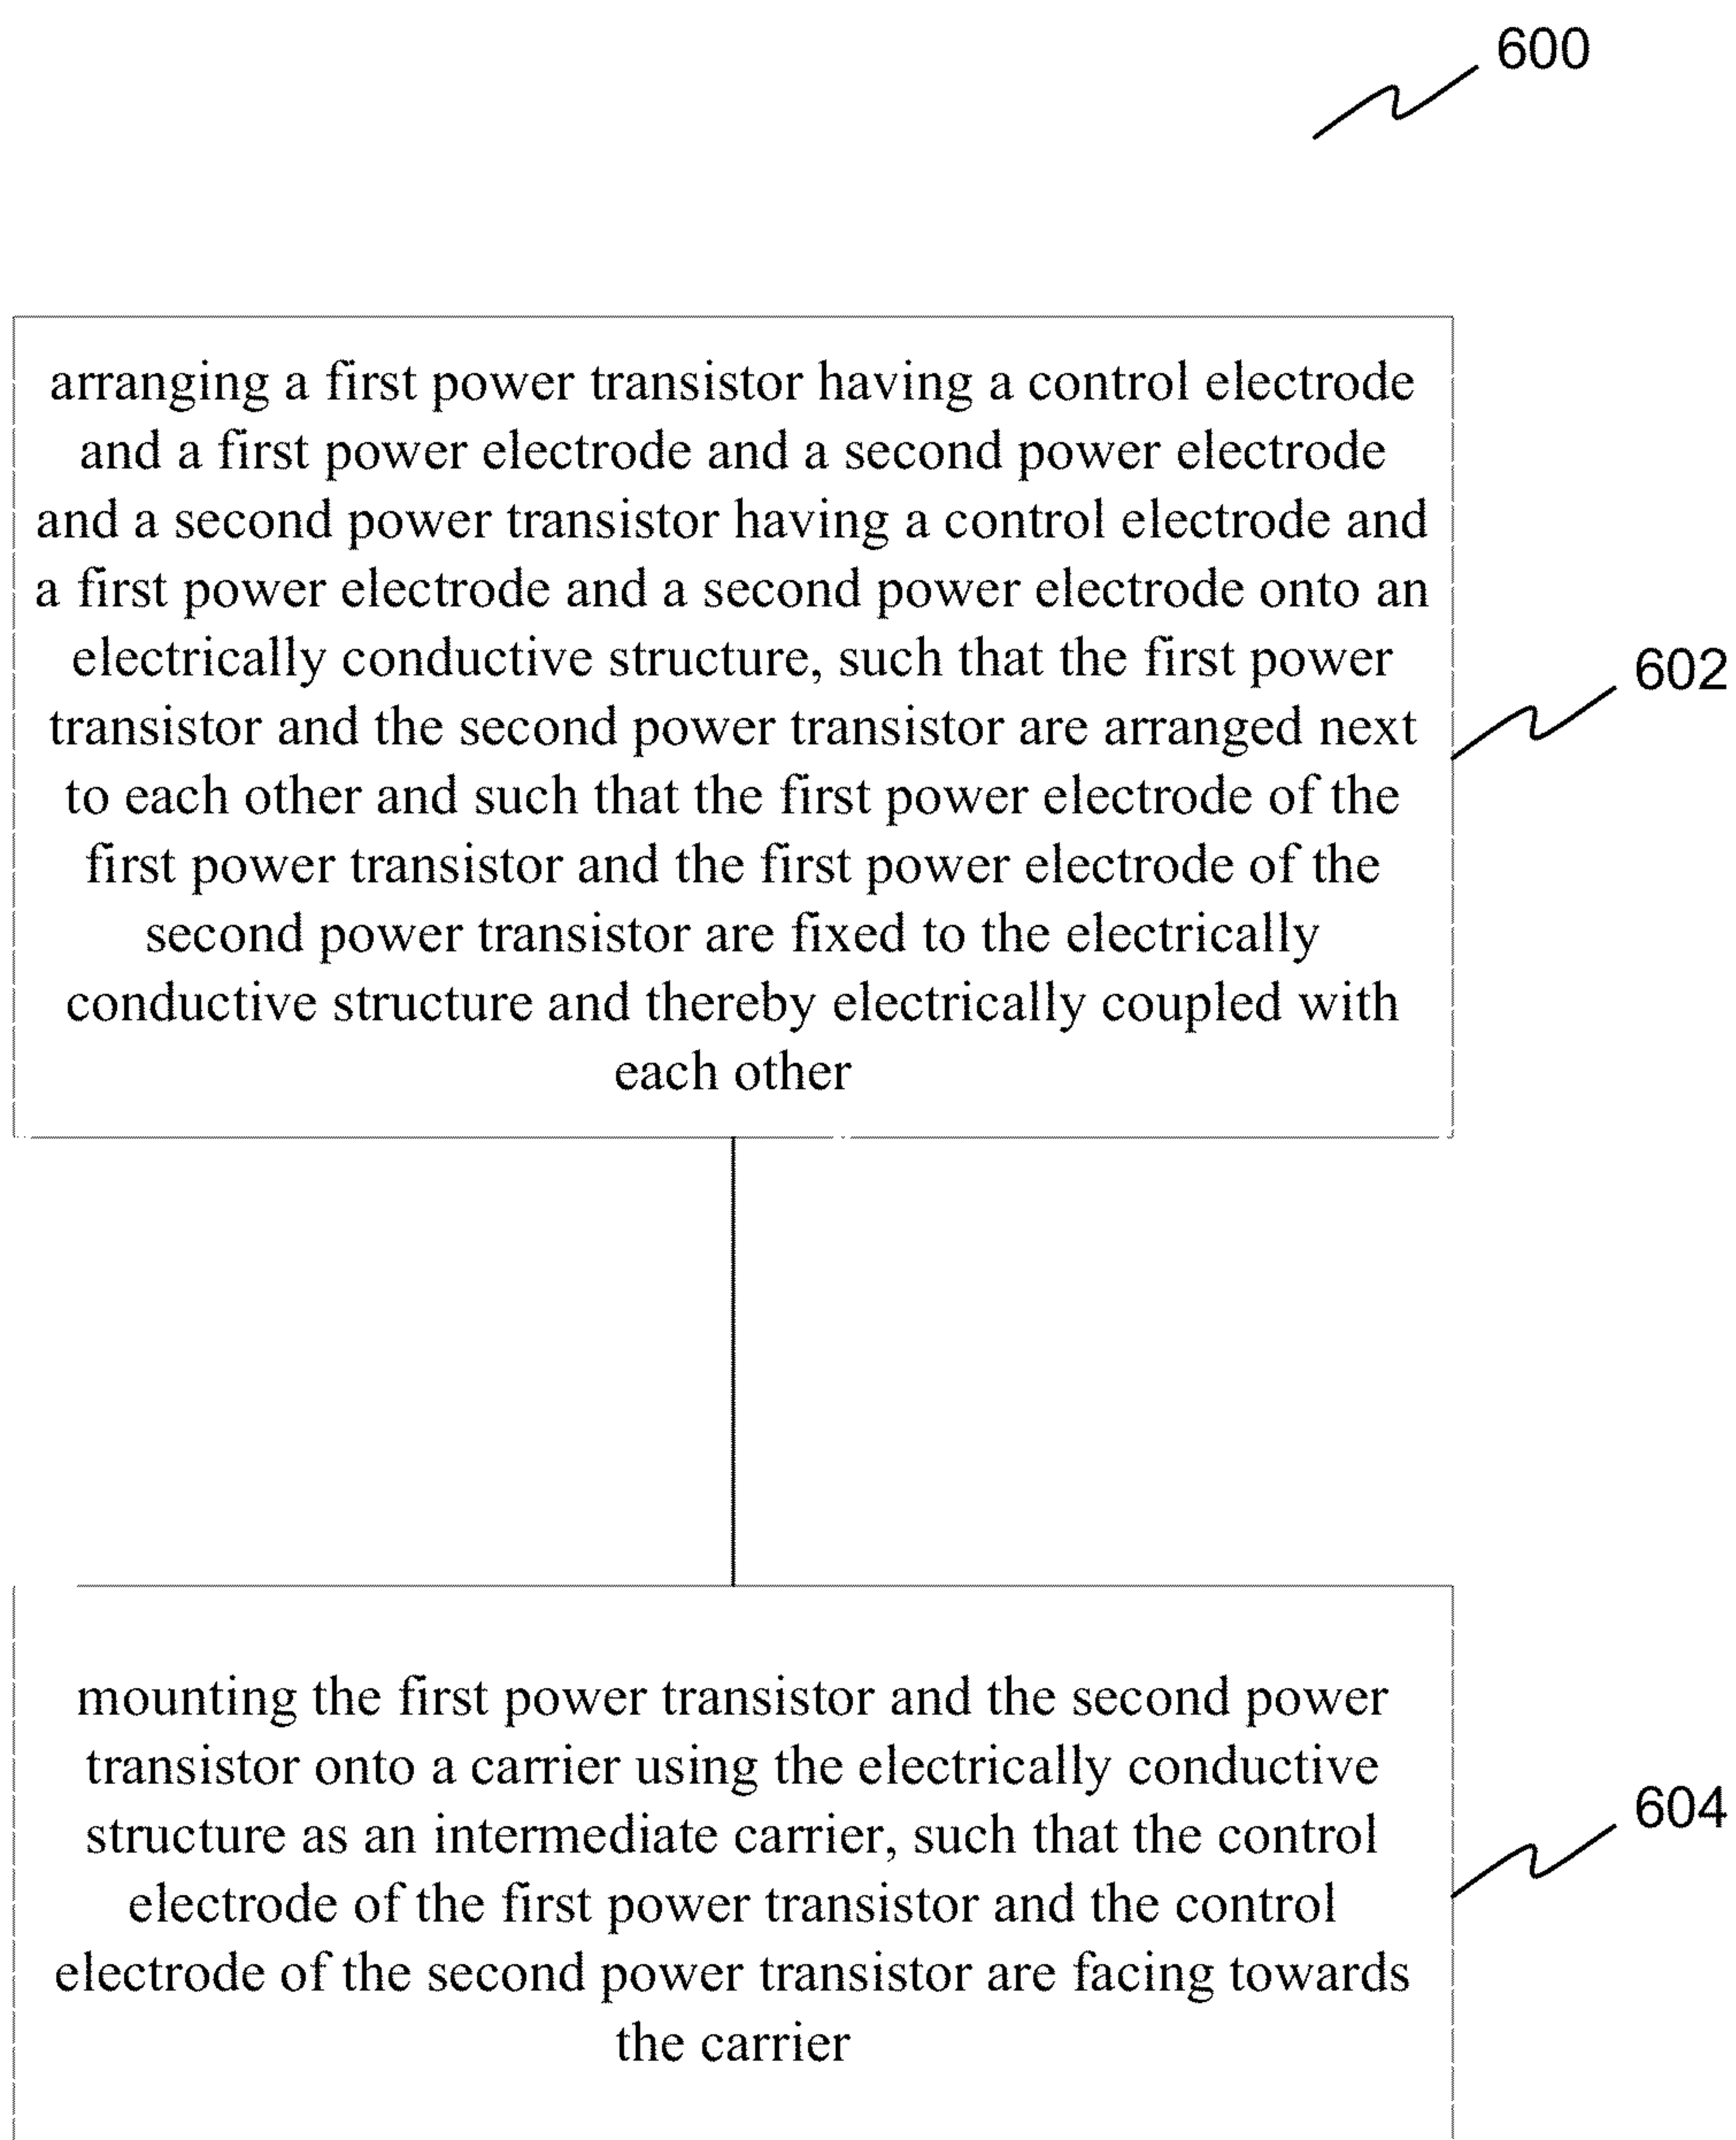 600
arranging a first power transistor having a control electrode
and a first power electrode and a second power electrode
and a second power transistor having a control electrode and
a first power electrode and a second power electrode onto an
electrically conductive structure, such that the first power
transistor and the second power transistor are arranged next
to each other and such that the first power electrode of the
first power transistor and the first power electrode of the
second power transistor are fixed to the electrically
conductive structure and thereby electrically coupled with
each other
602
mounting the first power transistor and the second power
transistor onto a carrier using the electrically conductive
structure as an intermediate carrier, such that the control
electrode of the first power transistor and the control
electrode of the second power transistor are facing towards
the carrier
604